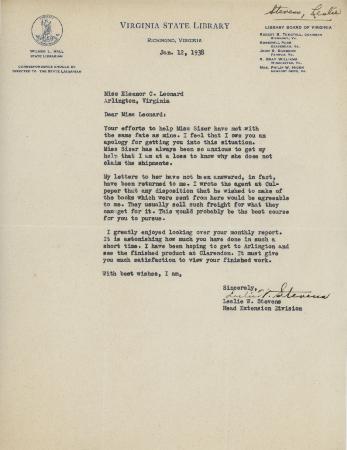 Stevens, Leslie
VIRGINIA STATE LIBRARY
RICHMOND, VIRGINIA
WILMER L. HALL
STATE LIBRARIAN
CORRESPONDENCE SHOULD BE
DIRECTED TO THE STATE LIBRARIAN
LIBRARY BOARD OF VIRGINIA
Jan. 12, 1938
Miss Eleanor C. Leonard
Arlington, Virginia
Dear Miss Leonard:
Your efforts to help Miss Sizer have met with
the same fate as mine. I feel that I owe you an
apology for getting you into this situation.
Miss Sizer has always been so anxious to get my
help that I am at a loss to know why she does not
claim the shipments.
My letters to her have not been answered, in fact,
have been returned to me. I wrote the agent at Cul-
peper that any disposition that he wished to make of
the books which were sent from here would be agreeable
to me. They usually sell such freight for what they
can get for it. This would probably be the best course
for you to pursue.
I greatly enjoyed looking over your monthly report.
It is astonishing how much you have done in such a
short time. I have been hoping to get to Arlington and
see the finished product at Clarendon. It must give
you much satisfaction to view your finished work.
With best wishes, I am,
Sincerely,
Leslie W. Stevens
Leslie W. Stevens
Head Extension Division